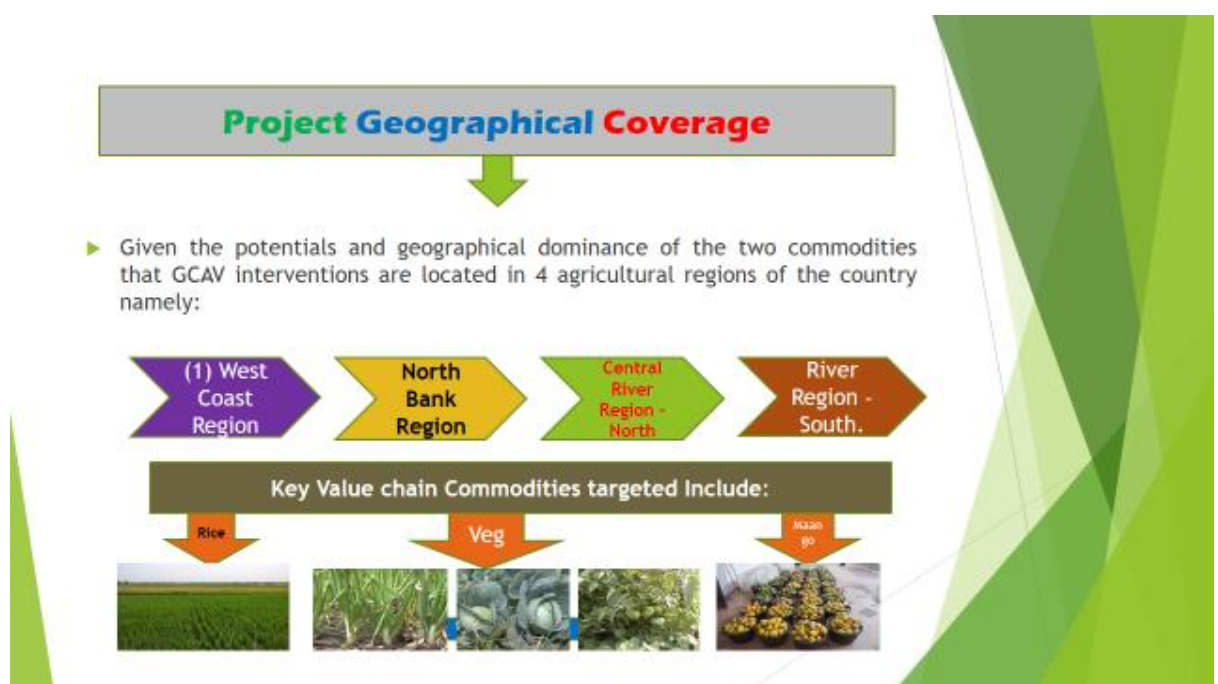 Project Geographical Coverage
Given the potentials and geographical dominance of the two commodities
that GCAV interventions are located in 4 agricultural regions of the country
namely:
(1) West
Coast
Region
North
Bank
Region
Central
River
Region -
North
River
Region -
South.
Key Value chain Commodities targeted Include:
Rice
Veg
Maan
go